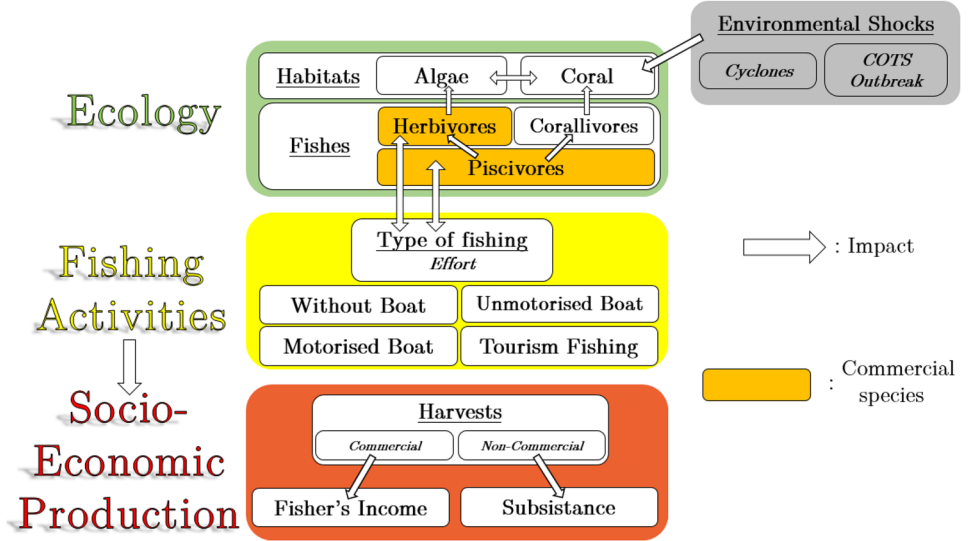 Environmental Shocks
Cyclones
COTS
Outbreak
Ecology
Habitats
Algae
Coral
Fishes
Herbivores
Corallivores
Piscivores
Fishing
Activities
Type of fishing
Effort
Without Boat
Unmotorised Boat
Motorised Boat
Tourism Fishing
: Impact
: Commercial
species
Socio-
Economic
Production
Harvests
Commercial
Non-Commercial
Fisher's Income
Subsistance